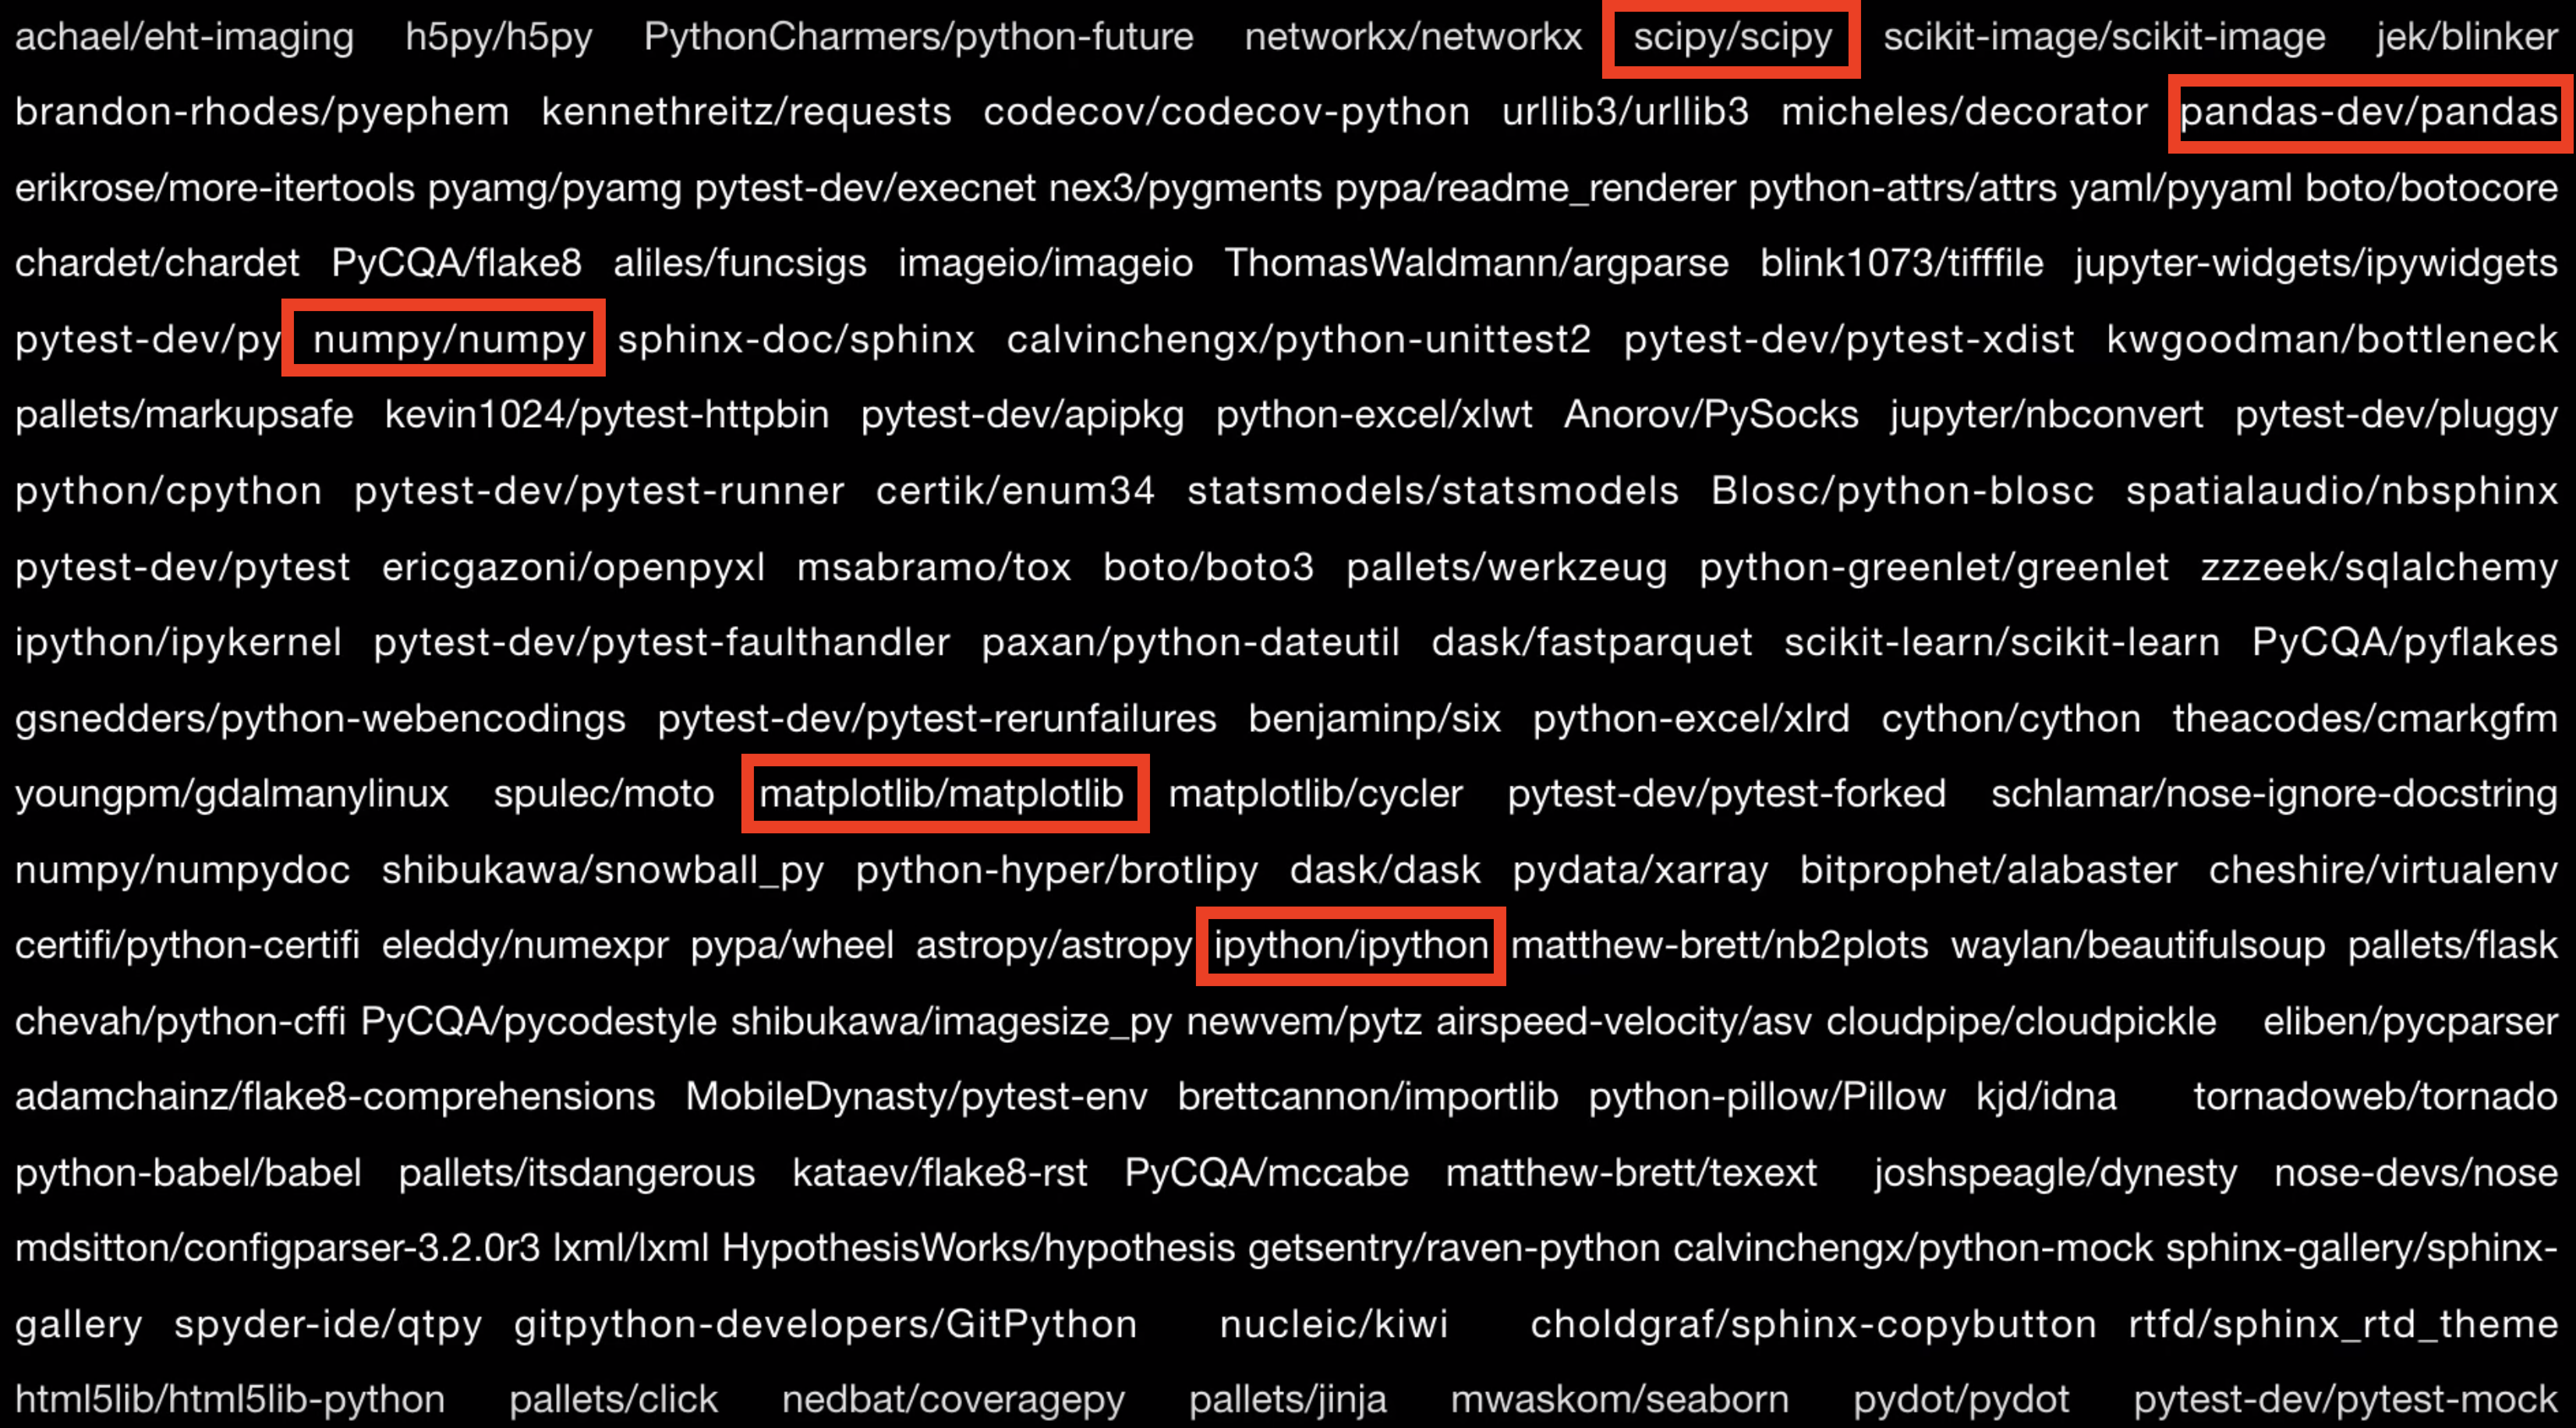 achael/eht-imaging h5py/h5py PythonCharmers/python-future networkx/networkx scipy/scipy scikit-image/scikit-image jek/blinker
brandon-rhodes/pyephem kennethreitz/requests codecov/codecov-python urllib3/urllib3 micheles/decorator pandas-dev/pandas
erikrose/more-itertools pyamg/pyamg pytest-dev/execnet nex3/pygments pypa/readme_renderer python-attrs/attrs yaml/pyyaml boto/botocore
chardet/chardet PyCQA/flake8 aliles/funcsigs imageio/imageio ThomasWaldmann/argparse blink1073/tifffile jupyter-widgets/ipywidgets
pytest-dev/py numpy/numpy sphinx-doc/sphinx calvinchengx/python-unittest2 pytest-dev/pytest-xdist kwgoodman/bottleneck
pallets/markupsafe kevin1024/pytest-httpbin pytest-dev/apipkg python-excel/xlwt Anorov/PySocks jupyter/nbconvert pytest-dev/pluggy
python/cpython pytest-dev/pytest-runner certik/enum34 statsmodels/statsmodels Blosc/python-blosc spatialaudio/nbsphinx
pytest-dev/pytest ericgazoni/openpyxl msabramo/tox boto/boto3 pallets/werkzeug python-greenlet/greenlet zzzeek/sqlalchemy
ipython/ipykernel pytest-dev/pytest-faulthandler paxan/python-dateutil dask/fastparquet scikit-learn/scikit-learn PyCQA/pyflakes
gsnedders/python-webencodings pytest-dev/pytest-rerunfailures benjaminp/six python-excel/xlrd cython/cython theacodes/cmarkgfm
youngpm/gdalmanylinux spulec/moto matplotlib/matplotlib matplotlib/cycler pytest-dev/pytest-forked schlamar/nose-ignore-docstring
numpy/numpydoc shibukawa/snowball_py python-hyper/brotlipy dask/dask pydata/xarray bitprophet/alabaster cheshire/virtualenv
certifi/python-certifi eleddy/numexpr pypa/wheel astropy/astropy ipython/ipython matthew-brett/nb2plots waylan/beautifulsoup pallets/flask
chevah/python-cffi PyCQA/pycodestyle shibukawa/imagesize_py newvem/pytz airspeed-velocity/asv cloudpipe/cloudpickle eliben/pycparser
adamchainz/flake8-comprehensions MobileDynasty/pytest-env brettcannon/importlib python-pillow/Pillow kjd/idna tornadoweb/tornado
python-babel/babel pallets/itsdangerous kataev/flake8-rst PyCQA/mccabe matthew-brett/texext joshspeagle/dynesty nose-devs/nose
mdsitton/configparser-3.2.0r3 lxml/lxml HypothesisWorks/hypothesis getsentry/raven-python calvinchengx/python-mock sphinx-gallery/sphinx-
gallery spyder-ide/qtpy gitpython-developers/GitPython nucleic/kiwi choldgraf/sphinx-copybutton rtfd/sphinx_rtd_theme
html5lib/html5lib-python pallets/click nedbat/coveragepy pallets/jinja mwaskom/seaborn pydot/pydot pytest-dev/pytest-mock